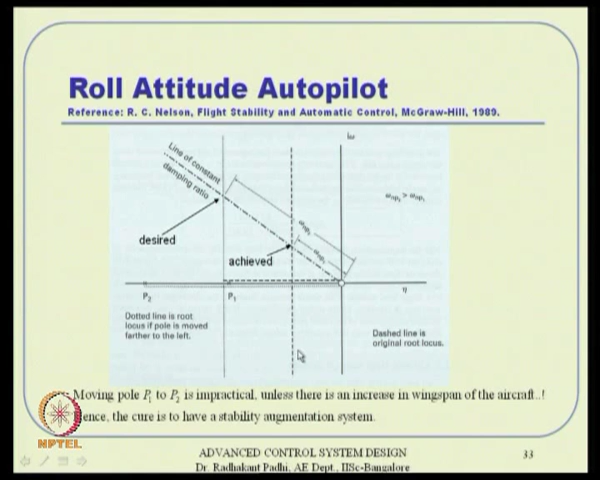 Roll Attitude Autopilot
Reference: R. C. Nelson, Flight Stability and Automatic Control, McGraw-Hill, 1989.
Line of constant
damping ratio
desired
achieved
P₂
P₁
η
Dotted line is root
locus if pole is moved
farther to the left.
Dashed line is
original root locus.
Moving pole P₁ to P₂ is impractical, unless there is an increase in wingspan of the aircraft..!
ence, the cure is to have a stability augmentation system.
NPTEL
ADVANCED CONTROL SYSTEM DESIGN
Dr. Radhakant Padhi, AE Dept., IISc-Bangalore
33